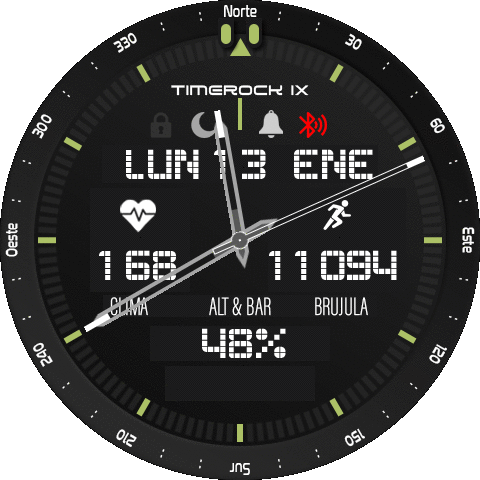 Norte
330
30
TIMEROCK IX
300
60
LUN 13 ENE
Oeste
Este
168
11094
CLIMA ALT & BAR BRUJULA
48%
240
120
210
150
Sur